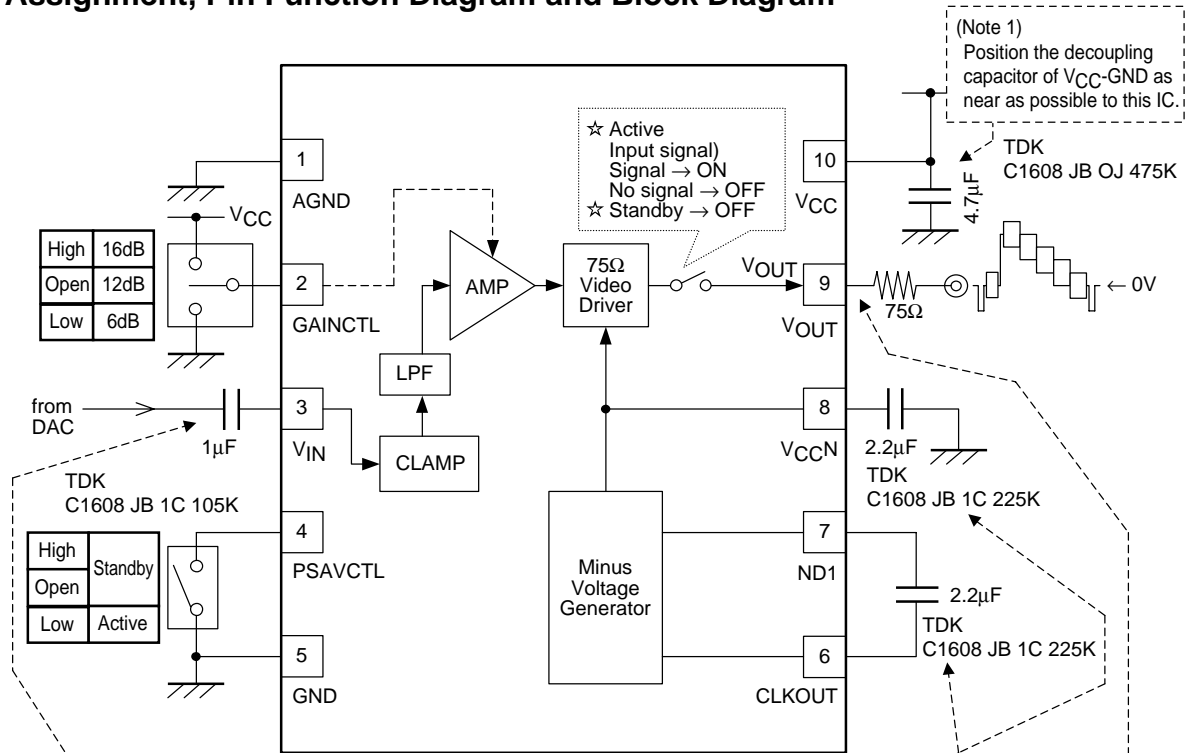 Assignment, Pin Function Diagram and Block Diagram
(Note 1)
Position the decoupling
capacitor of VCC-GND as
near as possible to this IC.
TDK
C1608 JB OJ 475K
4.7μF
1
AGND
VCC
High 16dB
Open 12dB
Low 6dB
2
GAINCTL
from
DAC
1μF
3
VIN
TDK
C1608 JB 1C 105K
High
Open
Standby
Low Active
4
PSAVCTL
5
GND
CLAMP
LPF
AMP
75Ω
Video
Driver
☆ Active
Input signal)
Signal → ON
No signal → OFF
☆ Standby → OFF
VOUT
Minus
Voltage
Generator
10
VCC
9
VOUT
75Ω
← 0V
8
VCCN
2.2μF
TDK
C1608 JB 1C 225K
7
ND1
2.2μF
TDK
C1608 JB 1C 225K
6
CLKOUT